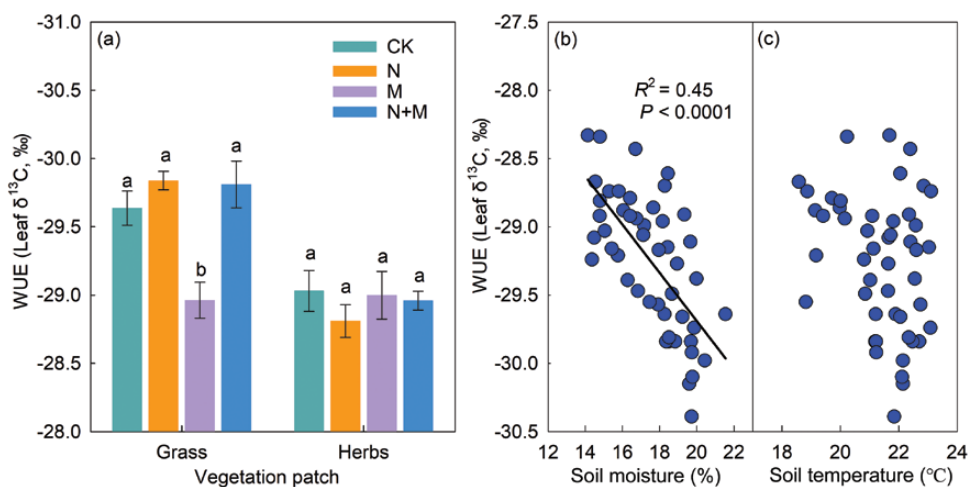 (a)
CK
N
M
N+M
-31.0
-30.5
-30.0
-29.5
-29.0
-28.5
-28.0
WUE (Leaf δ¹³C, ‰)
a
a
b
a
a
a
a
a
Grass
Herbs
Vegetation patch
(b)
R² = 0.45
P < 0.0001
-27.5
-28.0
-28.5
-29.0
-29.5
-30.0
-30.5
WUE (Leaf δ¹³C, ‰)
12 14 16 18 20 22
Soil moisture (%)
(c)
18 20 22 24
Soil temperature (°C)